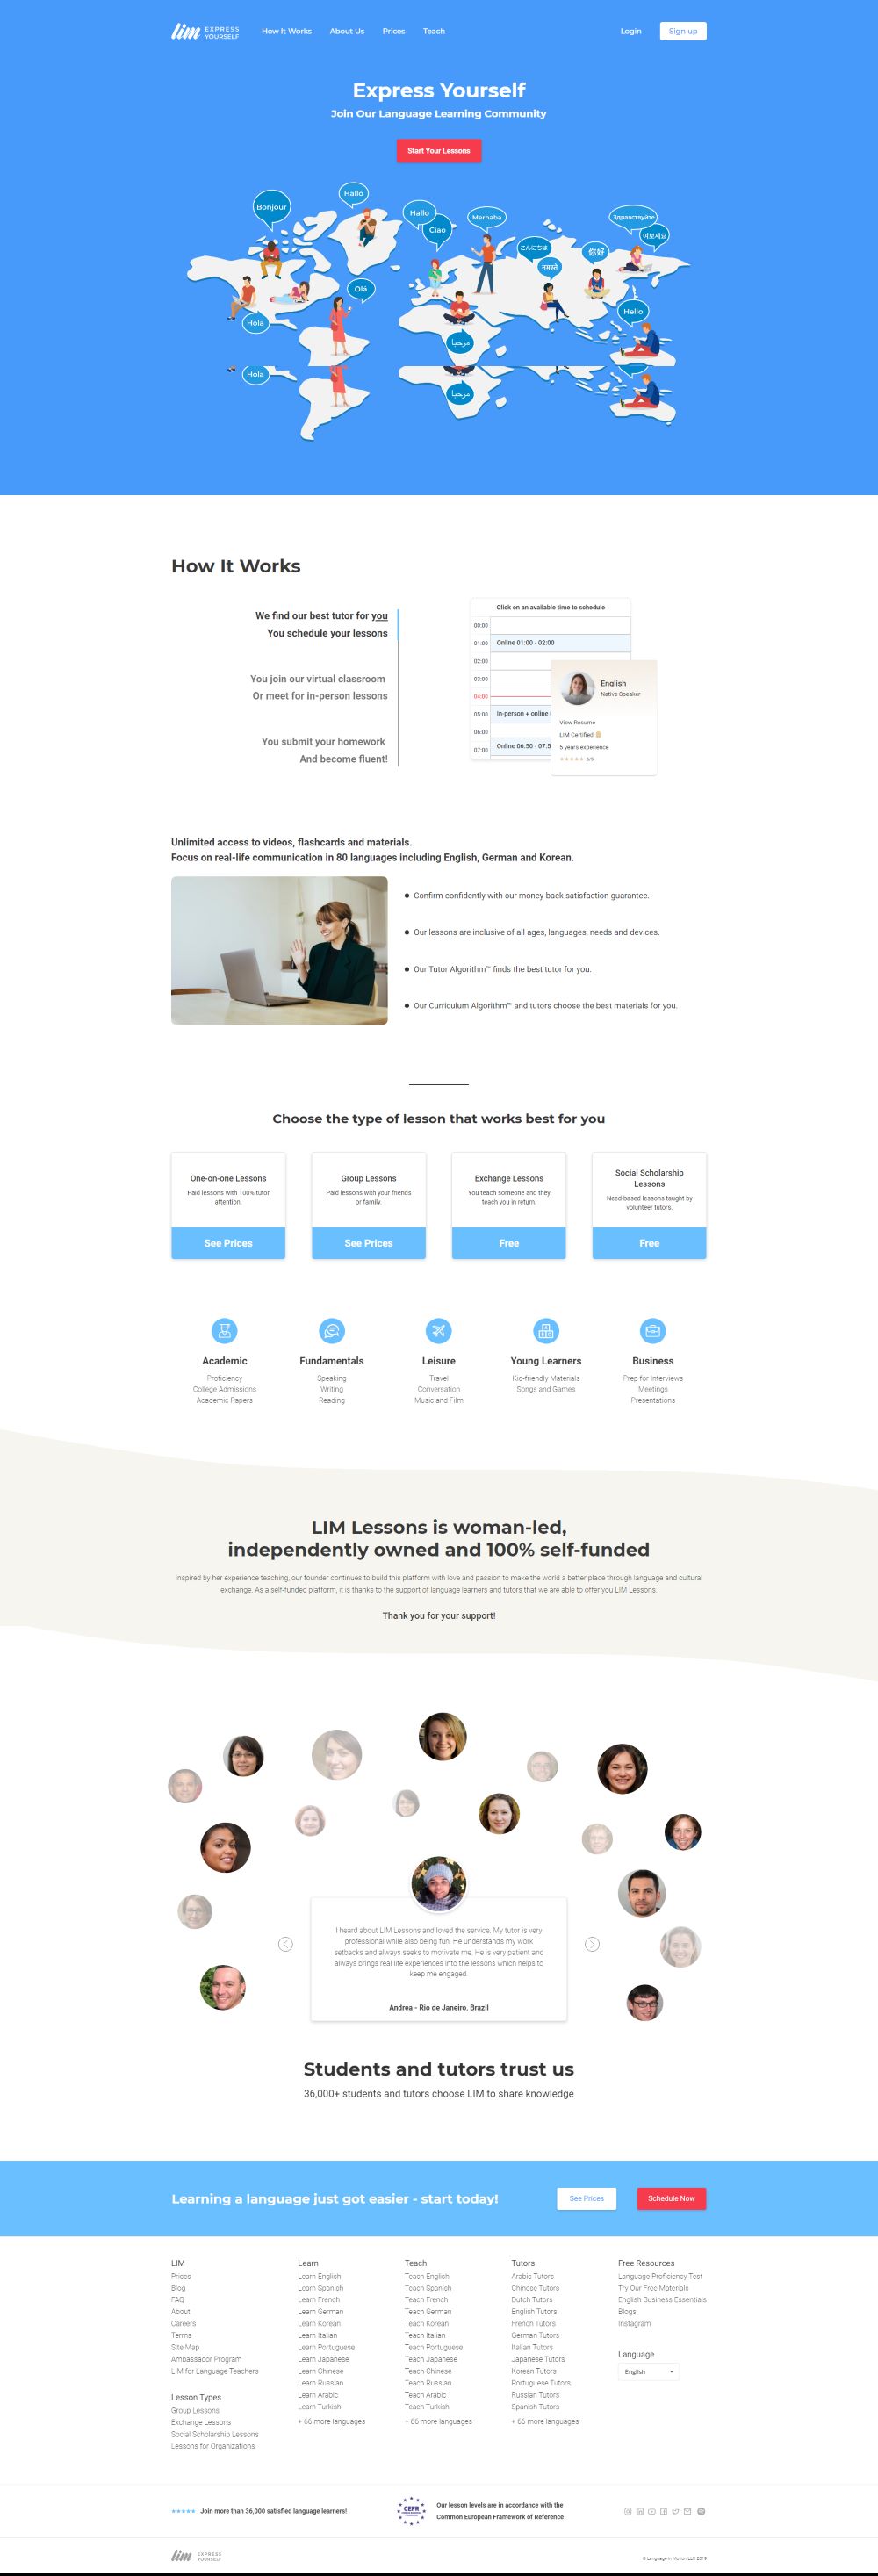 lim EXPRESS YOURSELF
How It Works
About Us
Prices
Teach
Login
Sign up
Express Yourself
Join Our Language Learning Community
Start Your Lessons
Bonjour
Halló
Hallo
Ciao
Merhaba
Здравствуйте
여보세요
こんにちは
नमस्ते
你好
Olá
Hola
مرحبا
Hello
Hola
مرحبا
How It Works
We find our best tutor for you
You schedule your lessons
You join our virtual classroom
Or meet for in-person lessons
You submit your homework
And become fluent!
Click on an available time to schedule
00:00
01:00 Online 01:00 - 02:00
02:00
03:00
04:00
05:00 In-person + online
06:00
07:00 Online 06:50 - 07:5
English
Native Speaker
View Resume
LIM Certified
5 years experience
5/5
Unlimited access to videos, flashcards and materials.
Focus on real-life communication in 80 languages including English, German and Korean.
Confirm confidently with our money-back satisfaction guarantee.
Our lessons are inclusive of all ages, languages, needs and devices.
Our Tutor Algorithm™ finds the best tutor for you.
Our Curriculum Algorithm™ and tutors choose the best materials for you.
Choose the type of lesson that works best for you
One-on-one Lessons
Paid lessons with 100% tutor
attention.
See Prices
Group Lessons
Paid lessons with your friends
or family.
See Prices
Exchange Lessons
You teach someone and they
teach you in return.
Free
Social Scholarship
Lessons
Need-based lessons taught by
volunteer tutors.
Free
Academic
Proficiency
College Admissions
Academic Papers
Fundamentals
Speaking
Writing
Reading
Leisure
Travel
Conversation
Music and Film
Young Learners
Kid-friendly Materials
Songs and Games
Business
Prep for Interviews
Meetings
Presentations
LIM Lessons is woman-led,
independently owned and 100% self-funded
Inspired by her experience teaching, our founder continues to build this platform with love and passion to make the world a better place through language and cultural
exchange. As a self-funded platform, it is thanks to the support of language learners and tutors that we are able to offer you LIM Lessons.
Thank you for your support!
I heard about LIM Lessons and loved the service. My tutor is very
professional while also being fun. He understands my work
setbacks and always seeks to motivate me. He is very patient and
always brings real life experiences into the lessons which helps to
keep me engaged.
Andrea - Rio de Janeiro, Brazil
Students and tutors trust us
36,000+ students and tutors choose LIM to share knowledge
Learning a language just got easier - start today!
See Prices
Schedule Now
LIM
Prices
Blog
FAQ
About
Careers
Terms
Site Map
Ambassador Program
LIM for Language Teachers
Lesson Types
Group Lessons
Exchange Lessons
Social Scholarship Lessons
Lessons for Organizations
Learn
Learn English
Learn Spanish
Learn French
Learn German
Learn Korean
Learn Italian
Learn Portuguese
Learn Japanese
Learn Chinese
Learn Russian
Learn Arabic
Learn Turkish
+ 66 more languages
Teach
Teach English
Teach Spanish
Teach French
Teach German
Teach Korean
Teach Italian
Teach Portuguese
Teach Japanese
Teach Chinese
Teach Russian
Teach Arabic
Teach Turkish
+ 66 more languages
Tutors
Arabic Tutors
Chinese Tutors
Dutch Tutors
English Tutors
French Tutors
German Tutors
Italian Tutors
Japanese Tutors
Korean Tutors
Portuguese Tutors
Russian Tutors
Spanish Tutors
+ 66 more languages
Free Resources
Language Proficiency Test
Try Our Free Materials
English Business Essentials
Blogs
Instagram
Language
English
Join more than 36,000 satisfied language learners!
CEFR
Our lesson levels are in accordance with the
Common European Framework of Reference
lim EXPRESS YOURSELF
© Language In Motion LLC 2019